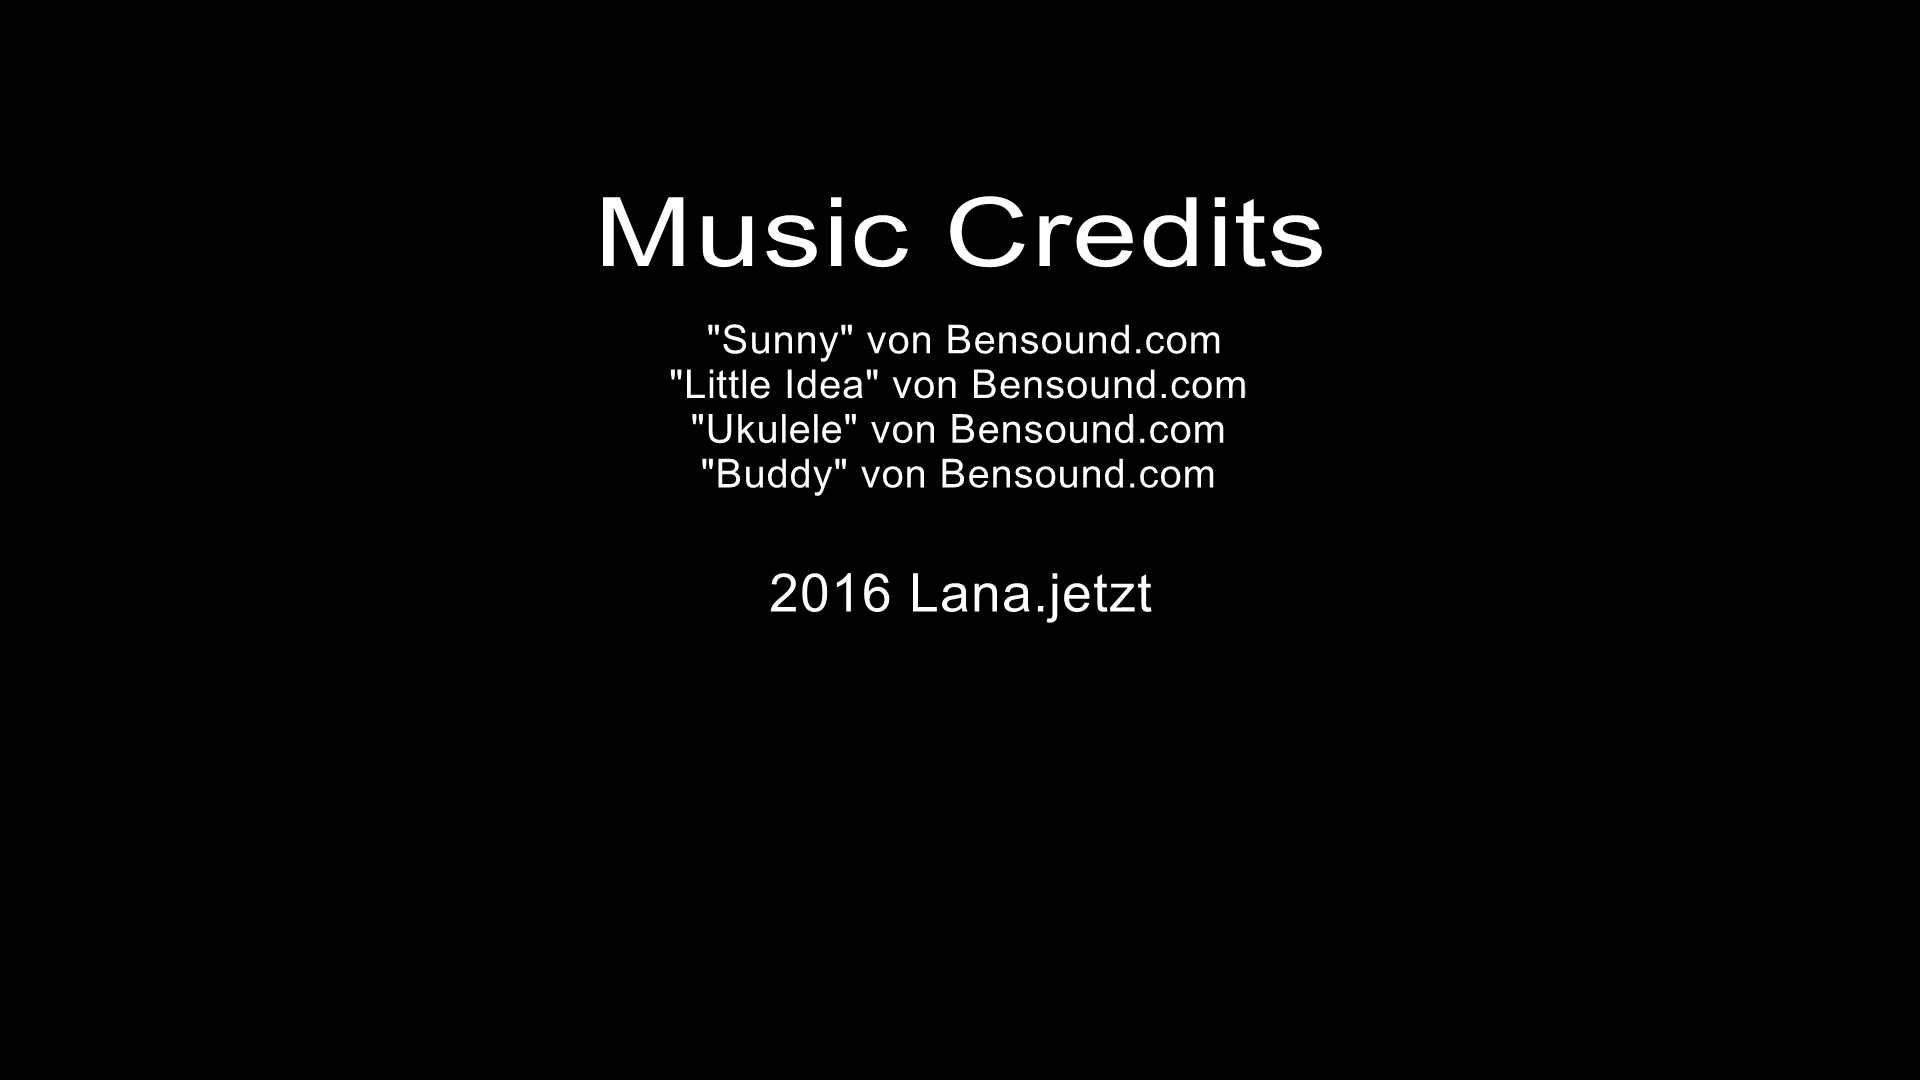 Music Credits
"Sunny" von Bensound.com
"Little Idea" von Bensound.com
"Ukulele" von Bensound.com
"Buddy" von Bensound.com
2016 Lana.jetzt